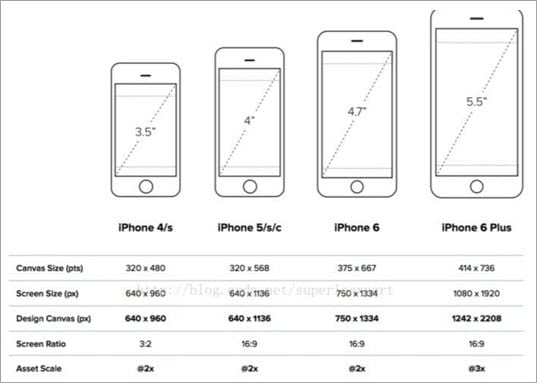 3.5"
4"
4.7"
5.5"
iPhone 4/s iPhone 5/s/c iPhone 6 iPhone 6 Plus
Canvas Size (pts) 320 x 480 320 x 568 375 x 667 414 x 736
Screen Size (px) 640 x 960 640 x 1136 750 x 1334 1080 x 1920
Design Canvas (px) 640 x 960 640 x 1136 750 x 1334 1242 x 2208
Screen Ratio 3:2 16:9 16:9 16:9
Asset Scale @2x @2x @2x @3x